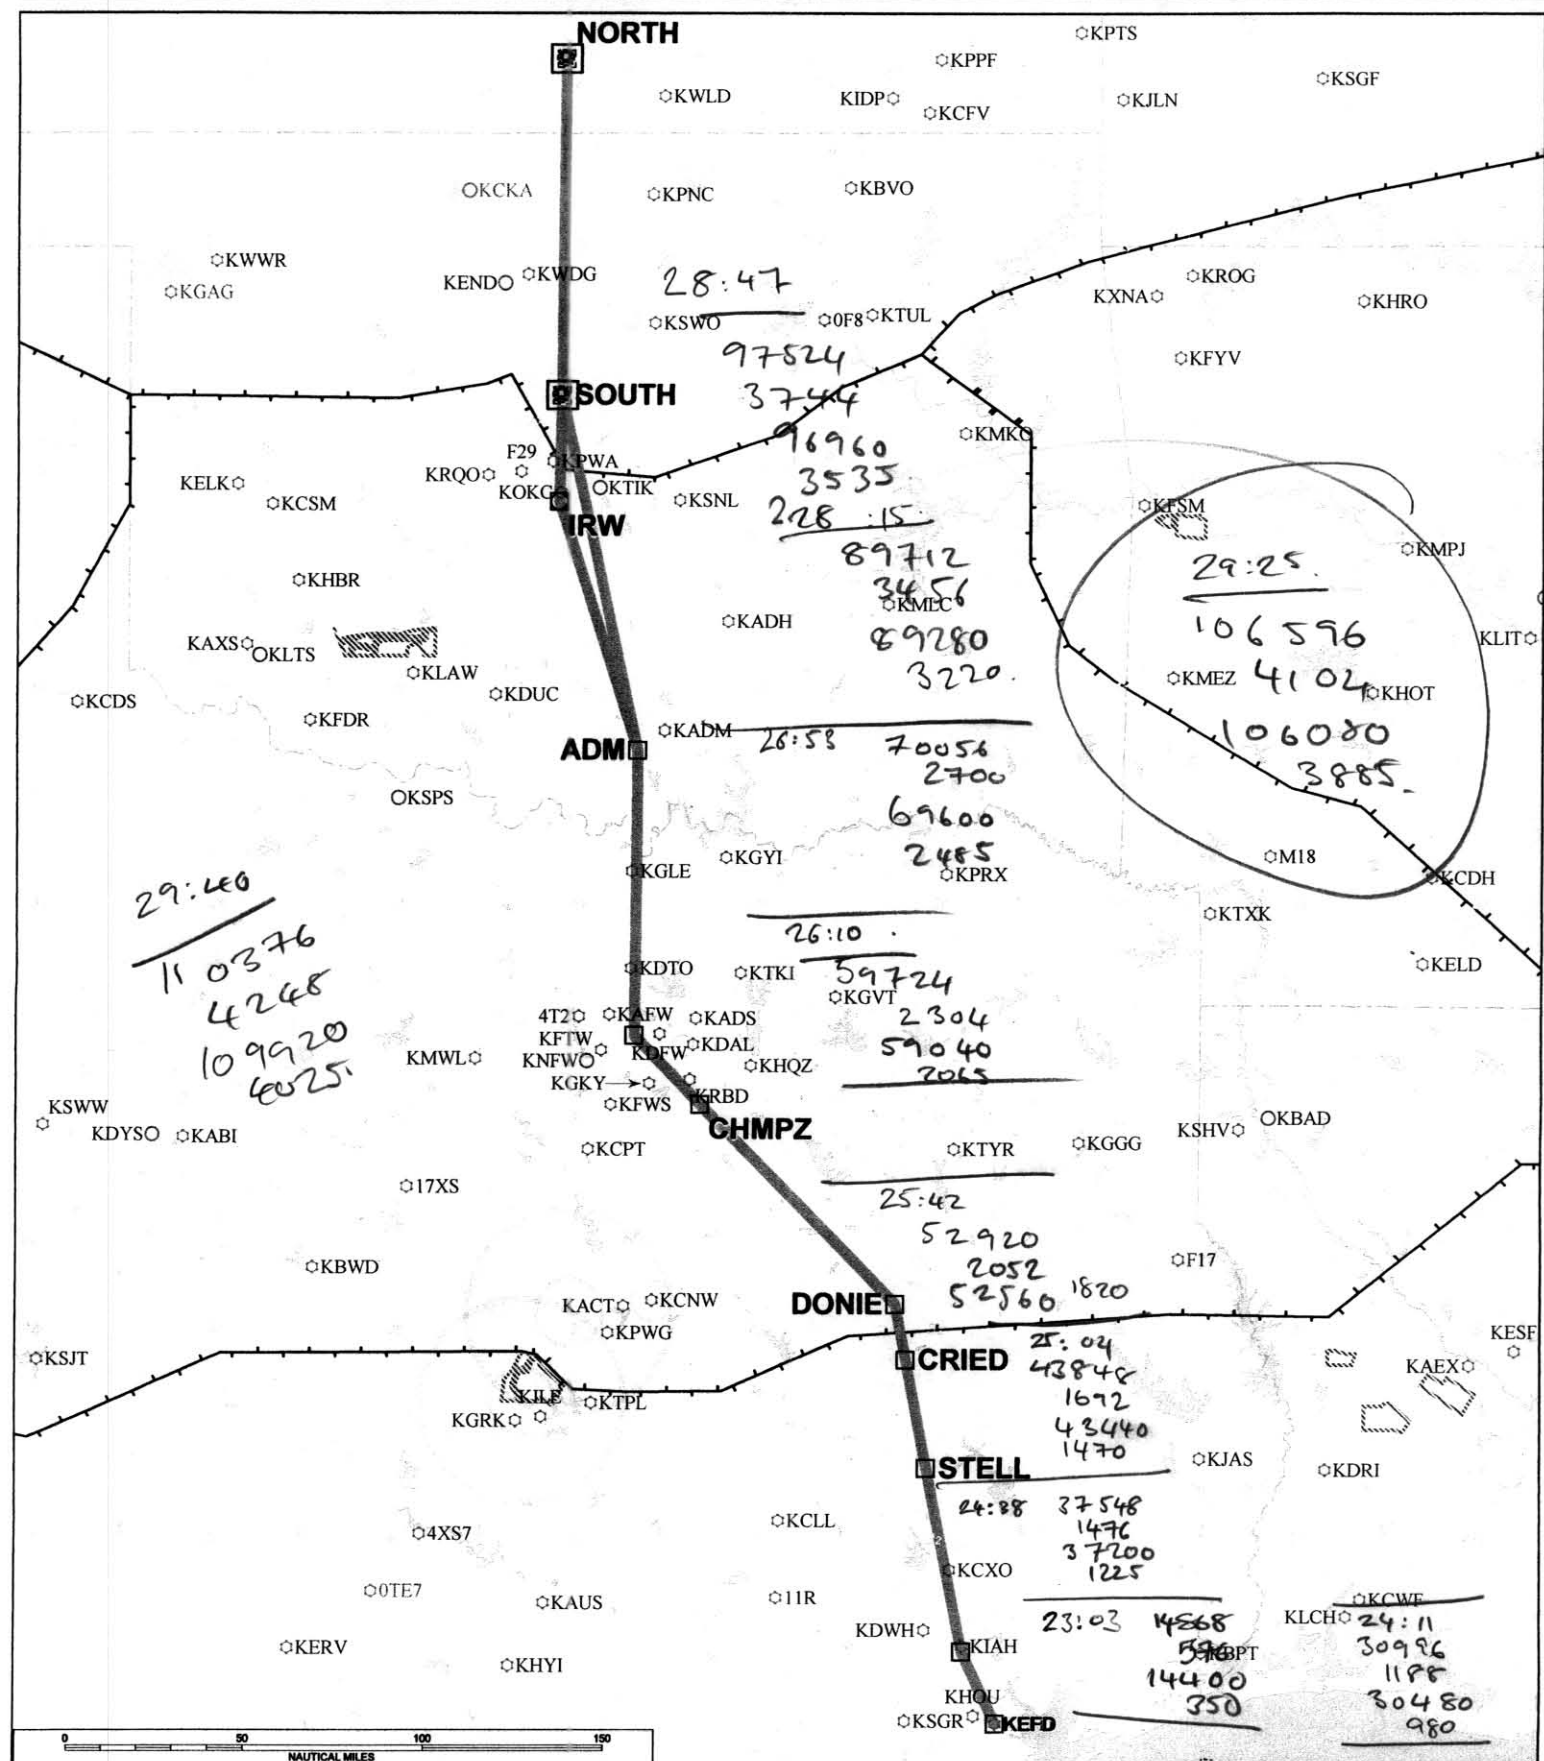 NORTH
KPTS
KPPF
KSGF
KWLD
KIDP
KCFV
KJLN
KCKA
KPNC
KBVO
KWWR
KGAG
KEND
KWDG
28:47
KSWO
0F8
KTUL
KXNA
KROG
KHRO
97524
KFYV
3744
SOUTH
96960
KMKO
F29
KPWA
KRQO
3535
KELK
KCSM
KOKC
KTIK
KSNL
228:15
KFSM
IRW
89712
KMPJ
KHBR
3456
29:25.
KMLC
KADH
106596
KAXS
KLTS
89280
KLIT
KLAW
3220.
KMEZ
4104
KHOT
KCDS
KFDR
KDUC
106080
KADM
26:53
70056
ADM
2700
3885.
KSPS
69600
KGYI
2485
M18
KGLE
KPRX
KCDH
29:40
KTXK
26:10
110376
KDTO
KTKI
59724
KELD
KGVT
4248
4T2
KAFW
KADS
2304
KFTW
KDAL
109920
KMWL
KNFW
KDFW
59040
KHQZ
4025.
KGKY
2065
KSWW
KFWS
KRBD
KDYS
KABI
CHMPZ
KSHV
KBAD
KCPT
KTYR
KGGG
17XS
25:42
52920
KBWD
F17
2052
KACT
KCNW
DONIE
52560 1820
KPWG
25:04
KESF
KSJT
CRIED
43848
KAEX
KILE
1692
KTPL
KGRK
43440
1470
KJAS
STELL
KDRI
24:38
37548
KCLL
1476
4XS7
37200
KCXO
1225
0TE7
KAUS
11R
KCWF
KDWH
23:03
14868
KLCH
24:11
KERV
KIAH
576
KBPT
30996
KHYI
14400
1188
KHOU
350
30480
KSGR
KEFD
980
0 50 100 150
NAUTICAL MILES